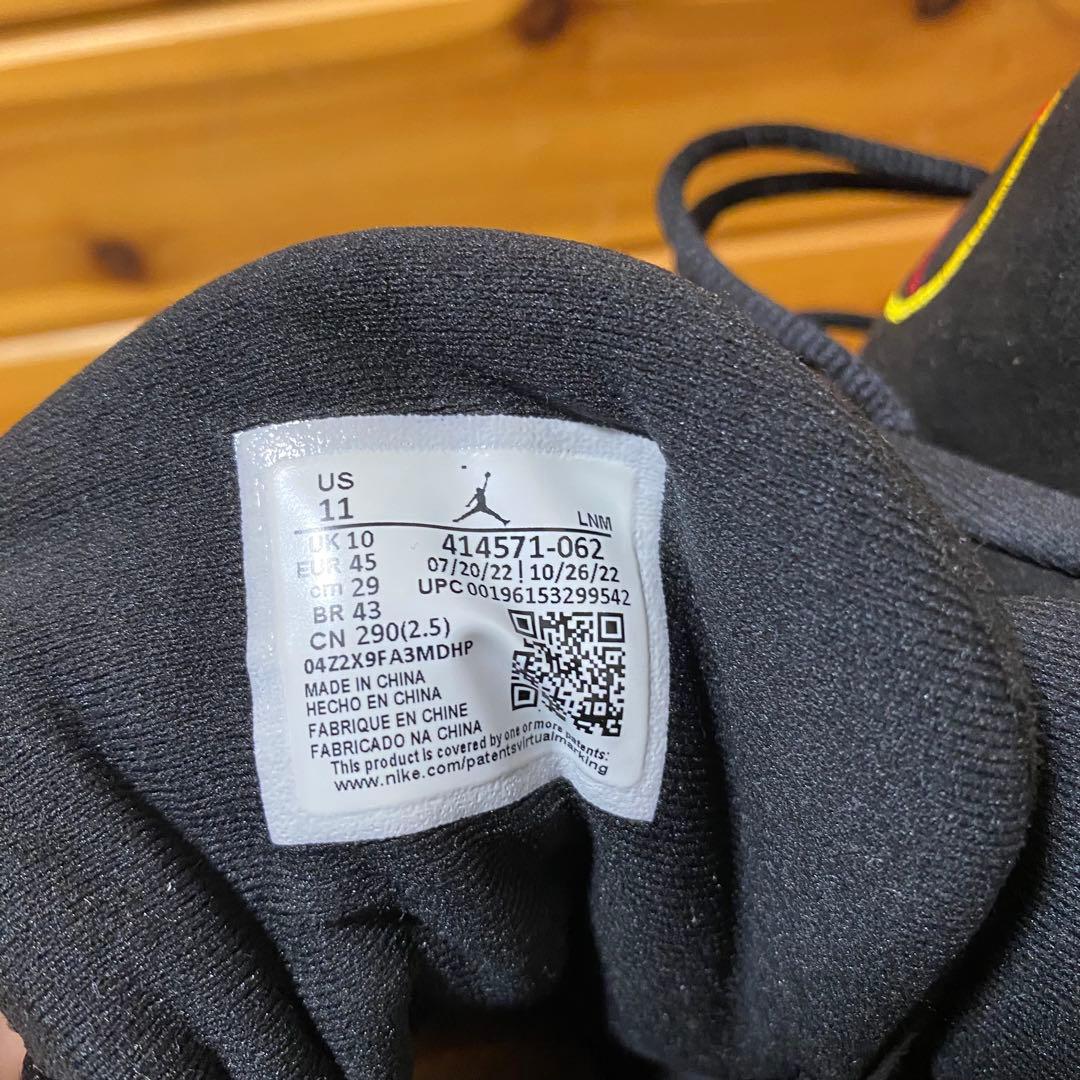 US
11
LNM
UK 10
EUR 45
cm 29
BR 43
CN 290(2.5)
414571-062
07/20/22 | 10/26/22
UPC 00196153299542
04Z2X9FA3MDHP
MADE IN CHINA
HECHO EN CHINA
FABRIQUE EN CHINE
FABRICADO NA CHINA
This product is covered by one or more patents:
www.nike.com/patentsvirtualmarking